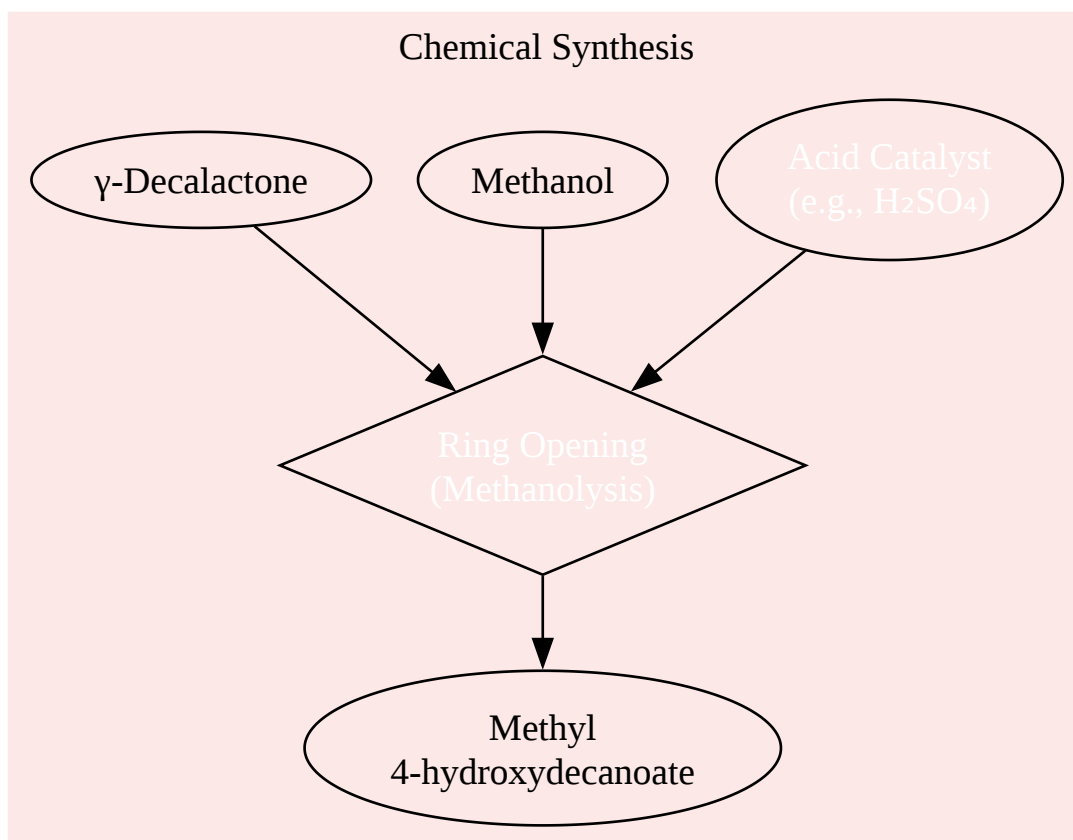 Chemical Synthesis
γ-Decalactone
Methanol
Acid Catalyst
(e.g., H₂SO₄)
Ring Opening
(Methanolysis)
Methyl
4-hydroxydecanoate